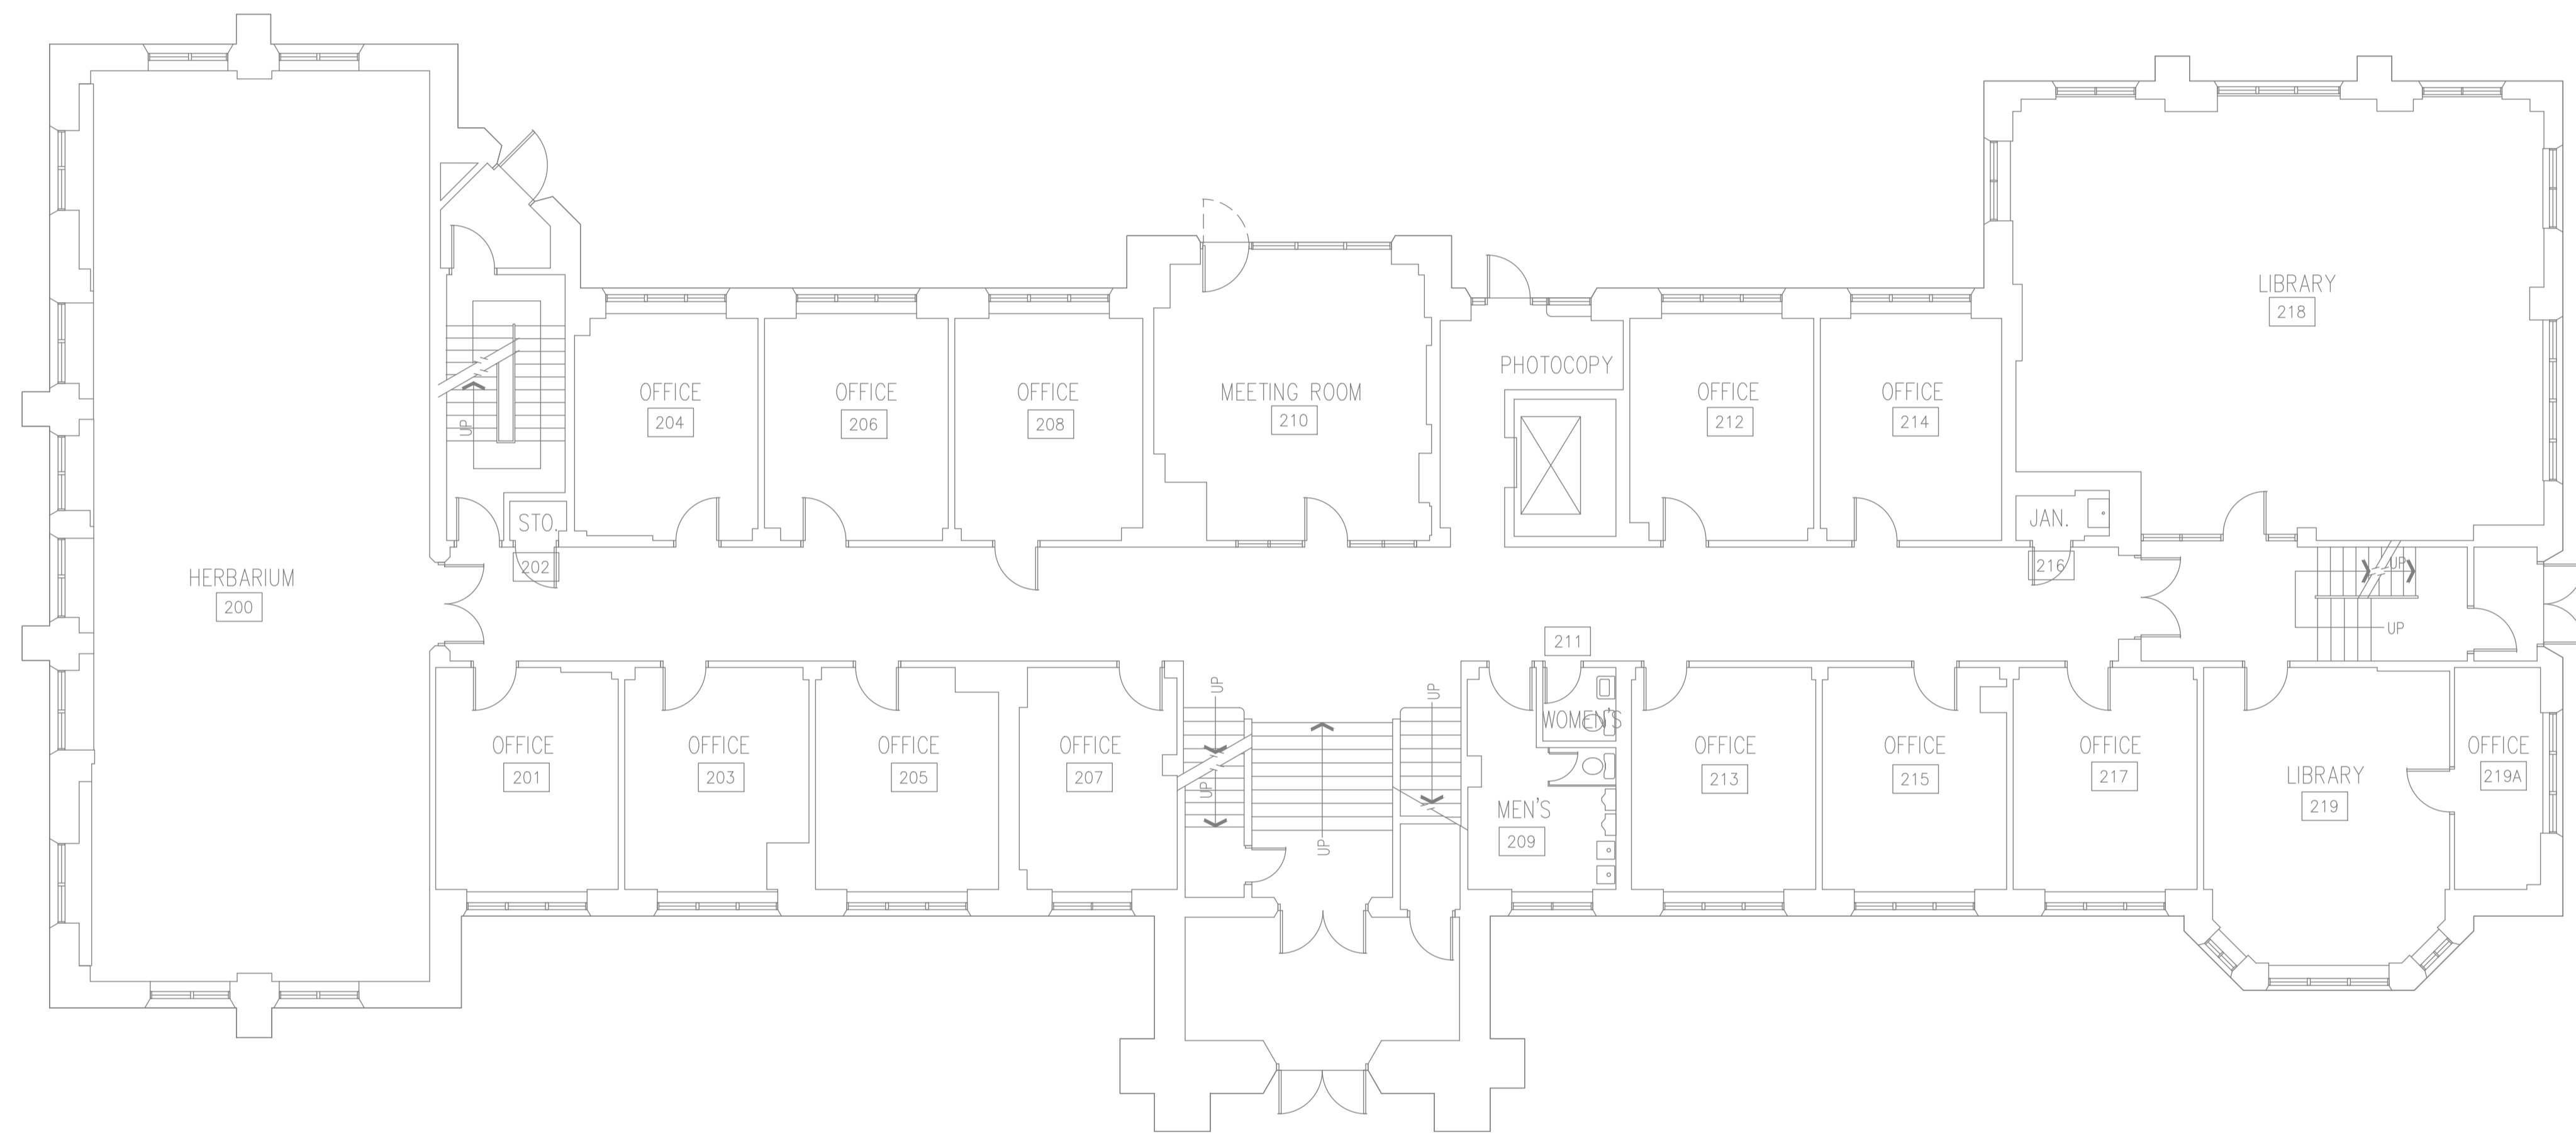 LIBRARY
218
PHOTOCOPY
OFFICE
204
OFFICE
206
OFFICE
208
MEETING ROOM
210
OFFICE
212
OFFICE
214
UP
STO.
202
JAN.
216
HERBARIUM
200
UP
UP
211
UP
UP
UP
UP
WOMEN'S
OFFICE
201
OFFICE
203
OFFICE
205
OFFICE
207
MEN'S
209
OFFICE
213
OFFICE
215
OFFICE
217
LIBRARY
219
OFFICE
219A